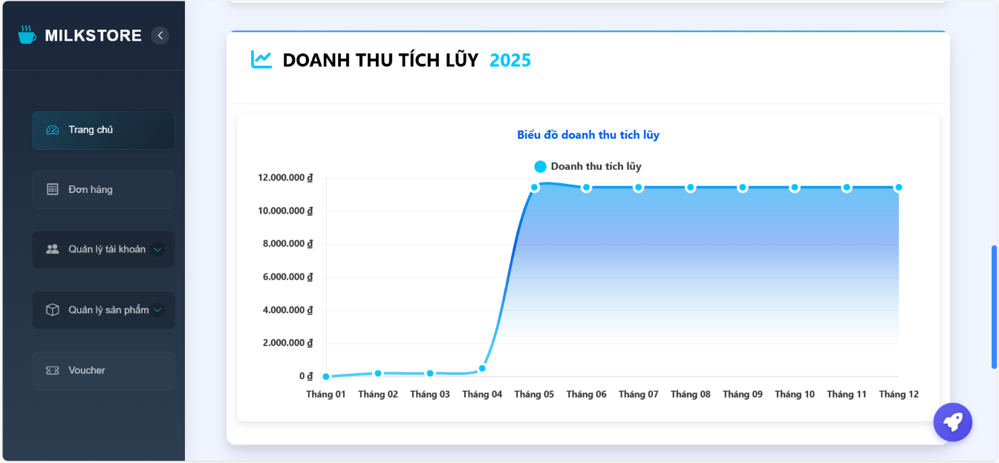 MILKSTORE
Trang chủ
Đơn hàng
Quản lý tài khoản
Quản lý sản phẩm
Voucher
DOANH THU TÍCH LŨY 2025
Biểu đồ doanh thu tích lũy
Doanh thu tích lũy
12.000.000 ₫
10.000.000 ₫
8.000.000 ₫
6.000.000 ₫
4.000.000 ₫
2.000.000 ₫
0 ₫
Tháng 01 Tháng 02 Tháng 03 Tháng 04 Tháng 05 Tháng 06 Tháng 07 Tháng 08 Tháng 09 Tháng 10 Tháng 11 Tháng 12